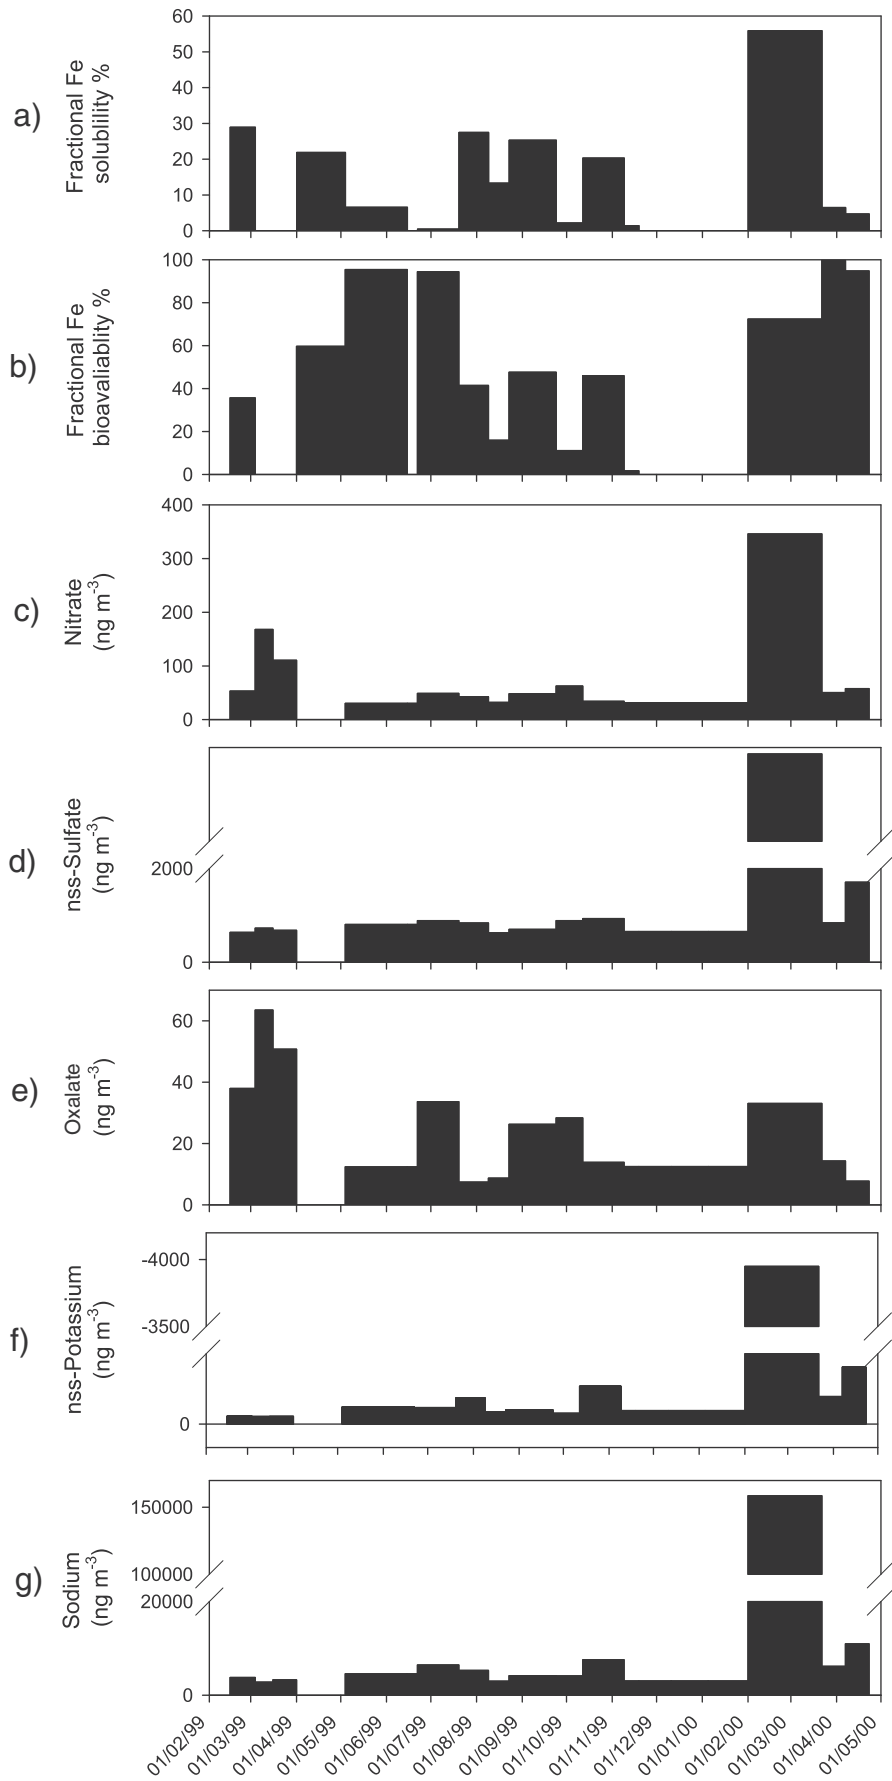 a)
Fractional Fe
solublility %
60
50
40
30
20
10
0
b)
Fractional Fe
bioavaliablity %
100
80
60
40
20
0
c)
Nitrate
(ng m-3)
400
300
200
100
0
d)
nss-Sulfate
(ng m-3)
2000
0
e)
Oxalate
(ng m-3)
60
40
20
0
f)
nss-Potassium
(ng m-3)
-4000
-3500
0
g)
Sodium
(ng m-3)
150000
100000
20000
0
01/02/99
01/03/99
01/04/99
01/05/99
01/06/99
01/07/99
01/08/99
01/09/99
01/10/99
01/11/99
01/12/99
01/01/00
01/02/00
01/03/00
01/04/00
01/05/00